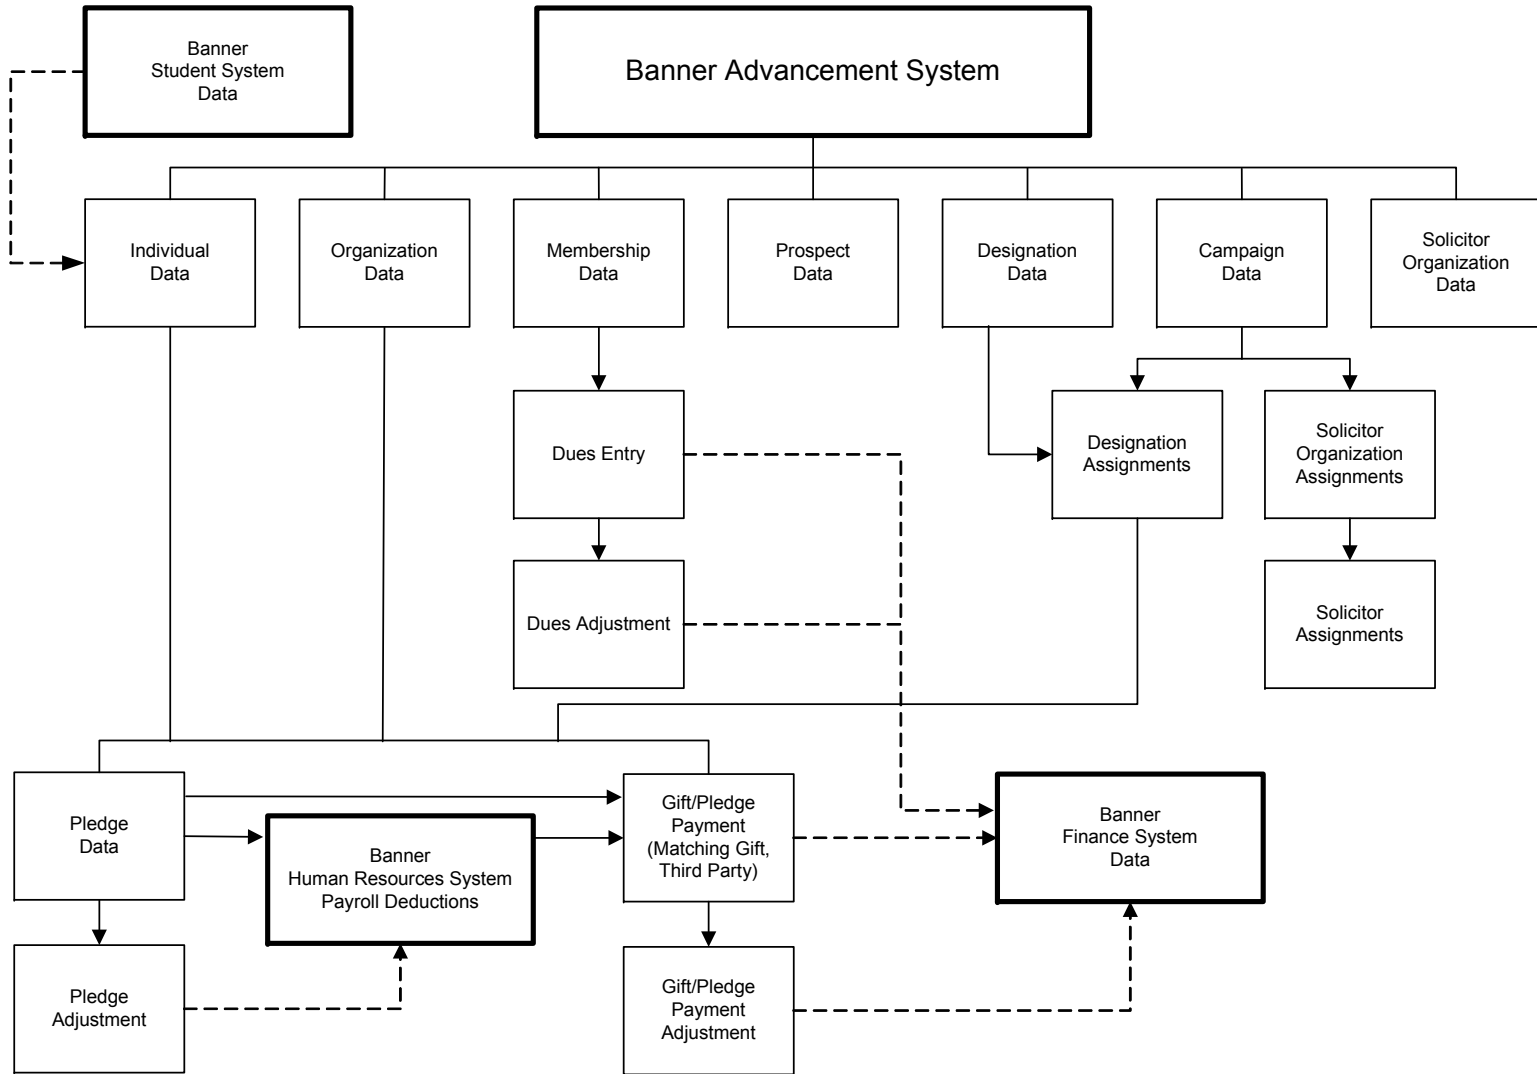 Banner
Student System
Data
Banner Advancement System
Individual
Data
Organization
Data
Membership
Data
Prospect
Data
Designation
Data
Campaign
Data
Solicitor
Organization
Data
Dues Entry
Designation
Assignments
Solicitor
Organization
Assignments
Dues Adjustment
Solicitor
Assignments
Pledge
Data
Banner
Human Resources System
Payroll Deductions
Gift/Pledge
Payment
(Matching Gift,
Third Party)
Banner
Finance System
Data
Pledge
Adjustment
Gift/Pledge
Payment
Adjustment